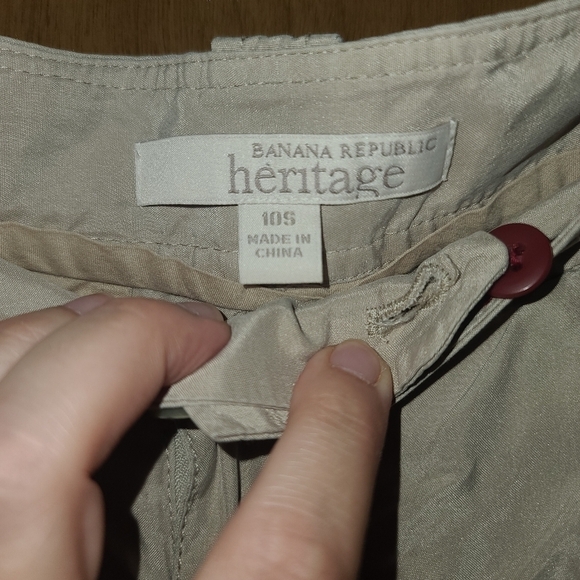 BANANA REPUBLIC
hèritage
10S
MADE IN
CHINA